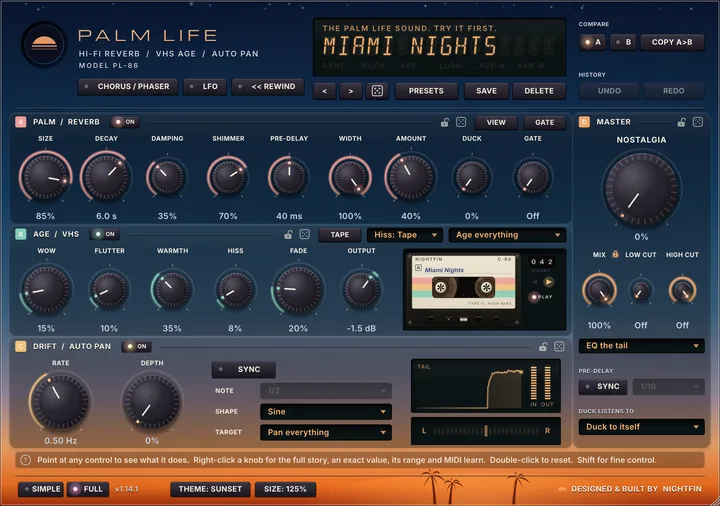 PALM LIFE
HI-FI REVERB / VHS AGE / AUTO PAN
MODEL PL-86
CHORUS / PHASER
LFO
<< REWIND
THE PALM LIFE SOUND. TRY IT FIRST.
MIAMI NIGHTS
SYNC DUCK KEY LUSH AGE-R PAN-R
< > PRESETS SAVE DELETE
COMPARE
A B COPY A>B
HISTORY
UNDO REDO
A PALM / REVERB ON VIEW GATE
SIZE DECAY DAMPING SHIMMER PRE-DELAY WIDTH AMOUNT DUCK GATE
85% 6.0 s 35% 70% 40 ms 100% 40% Off Off
B AGE / VHS ON TAPE Hiss: Tape Age everything
WOW FLUTTER WARMTH HISS FADE OUTPUT
15% 10% 35% 8% 20% -1.5 dB
NIGHTFIN C-60
A Miami Nights
TYPE II HIGH BIAS
0 4 2
COUNT
PLAY
C DRIFT / AUTO PAN ON
RATE DEPTH
0.50 Hz 0%
SYNC
NOTE 1/2
SHAPE Sine
TARGET Pan everything
TAIL
IN OUT
L R
D MASTER
NOSTALGIA
0%
MIX LOW CUT HIGH CUT
100% Off Off
EQ the tail
PRE-DELAY
SYNC 1/16
DUCK LISTENS TO
Duck to itself
? Point at any control to see what it does. Right-click a knob for the full story, an exact value, its range and MIDI learn. Double-click to reset. Shift for fine control.
SIMPLE FULL v1.14.1 THEME: SUNSET SIZE: 125% DESIGNED & BUILT BY NIGHTFIN